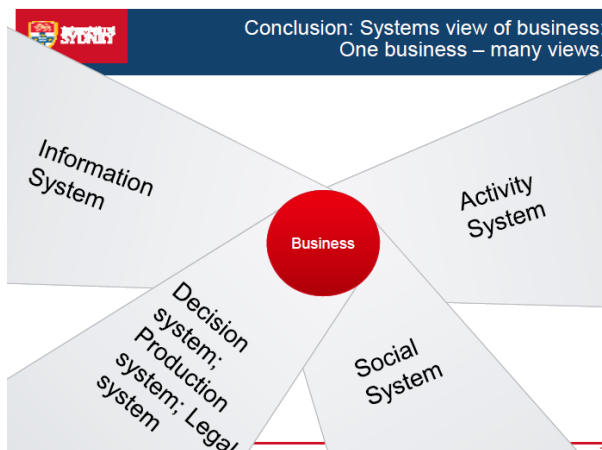 SYDNEY
Conclusion: Systems view of business:
One business – many views.
Information
System
Activity
System
Business
Decision
system;
Production
system; Legal
system
Social
System